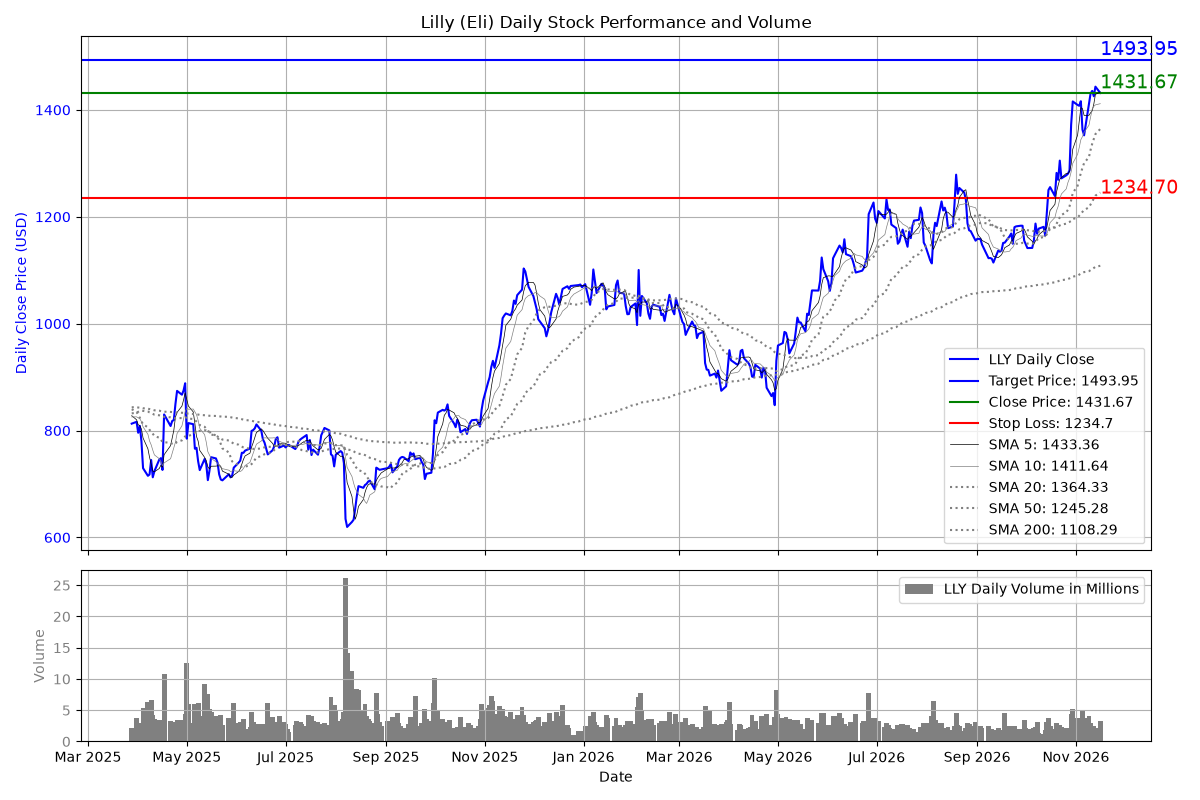 Lilly (Eli) Daily Stock Performance and Volume
1493.95
1431.67
1234.70
1400
1200
1000
800
600
Daily Close Price (USD)
LLY Daily Close
Target Price: 1493.95
Close Price: 1431.67
Stop Loss: 1234.7
SMA 5: 1433.36
SMA 10: 1411.64
SMA 20: 1364.33
SMA 50: 1245.28
SMA 200: 1108.29
25
20
15
10
5
0
Volume
LLY Daily Volume in Millions
Mar 2025 May 2025 Jul 2025 Sep 2025 Nov 2025 Jan 2026 Mar 2026 May 2026 Jul 2026 Sep 2026 Nov 2026
Date